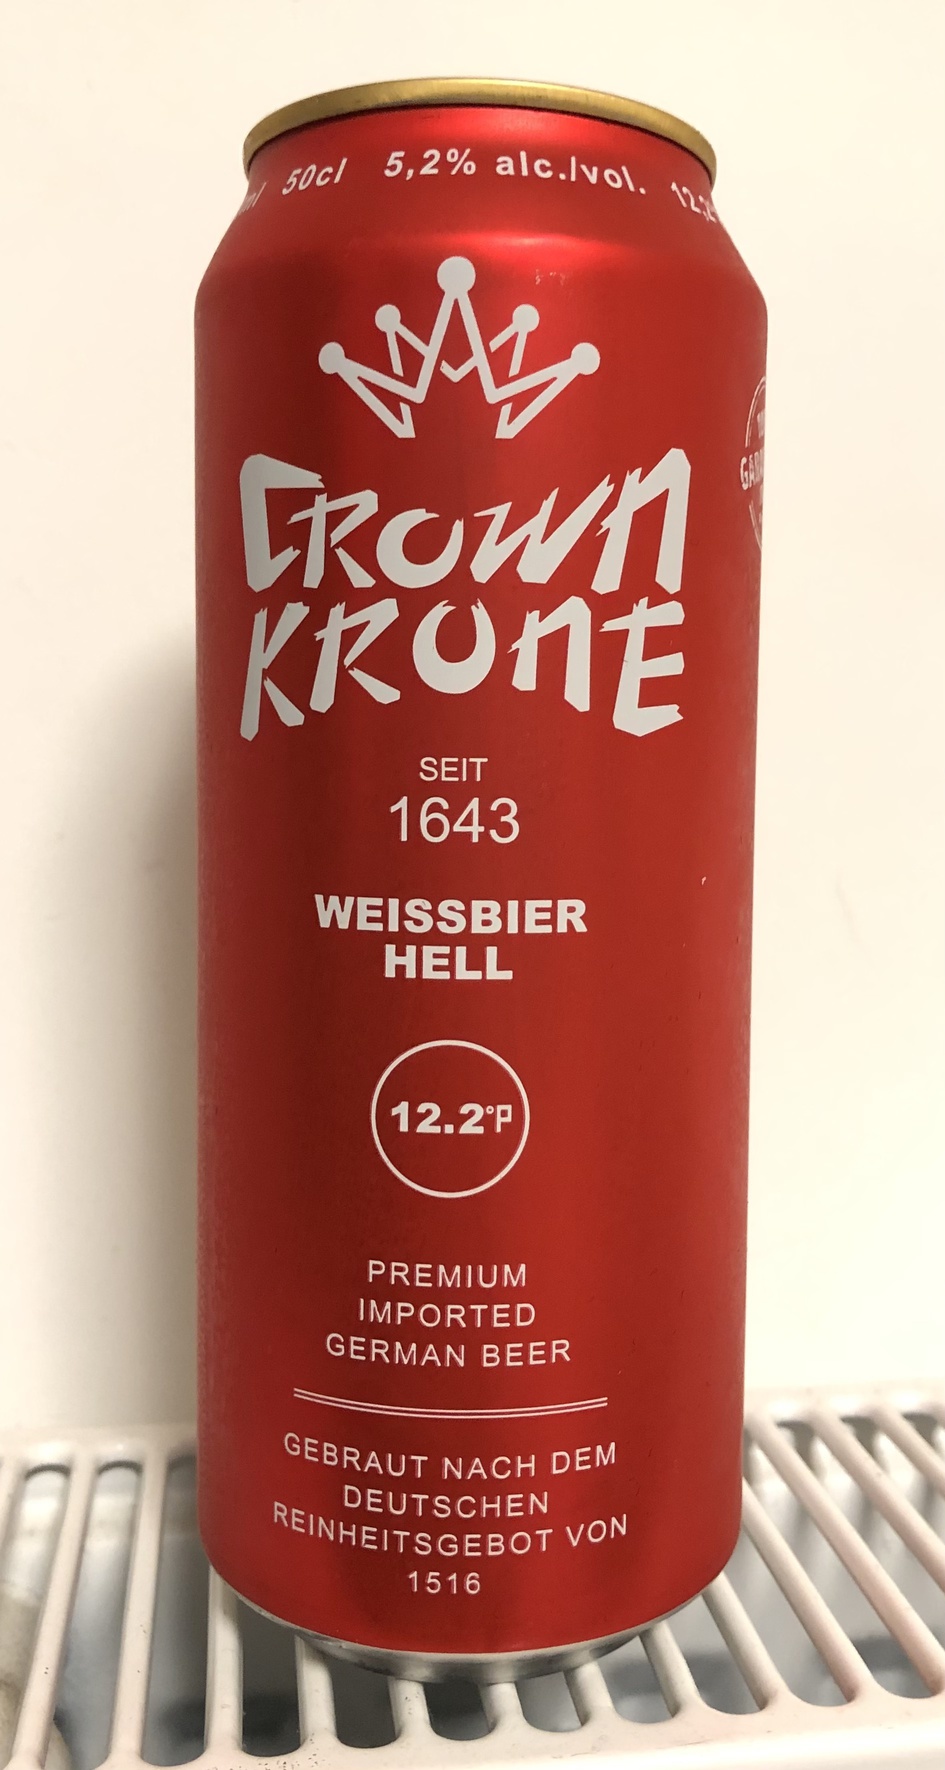 50cl 5,2% alc./vol.
CROWN
KRONE
SEIT
1643
WEISSBIER
HELL
12.2°P
PREMIUM
IMPORTED
GERMAN BEER
GEBRAUT NACH DEM
DEUTSCHEN
REINHEITSGEBOT VON
1516